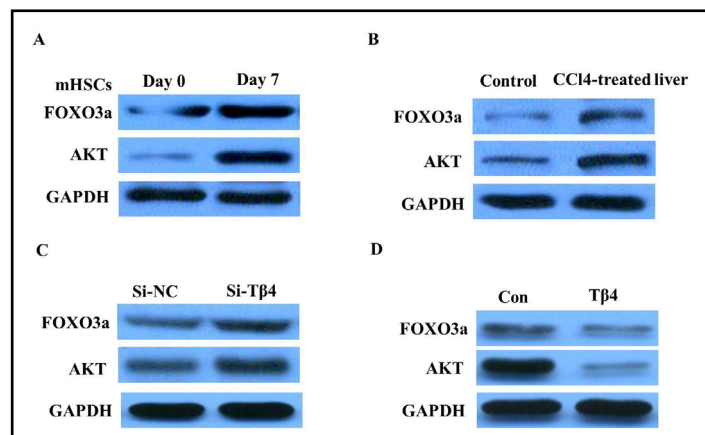 A
mHSCs Day 0 Day 7
FOXO3a
AKT
GAPDH
B
Control CCl4-treated liver
FOXO3a
AKT
GAPDH
C
Si-NC Si-Tβ4
FOXO3a
AKT
GAPDH
D
Con Tβ4
FOXO3a
AKT
GAPDH